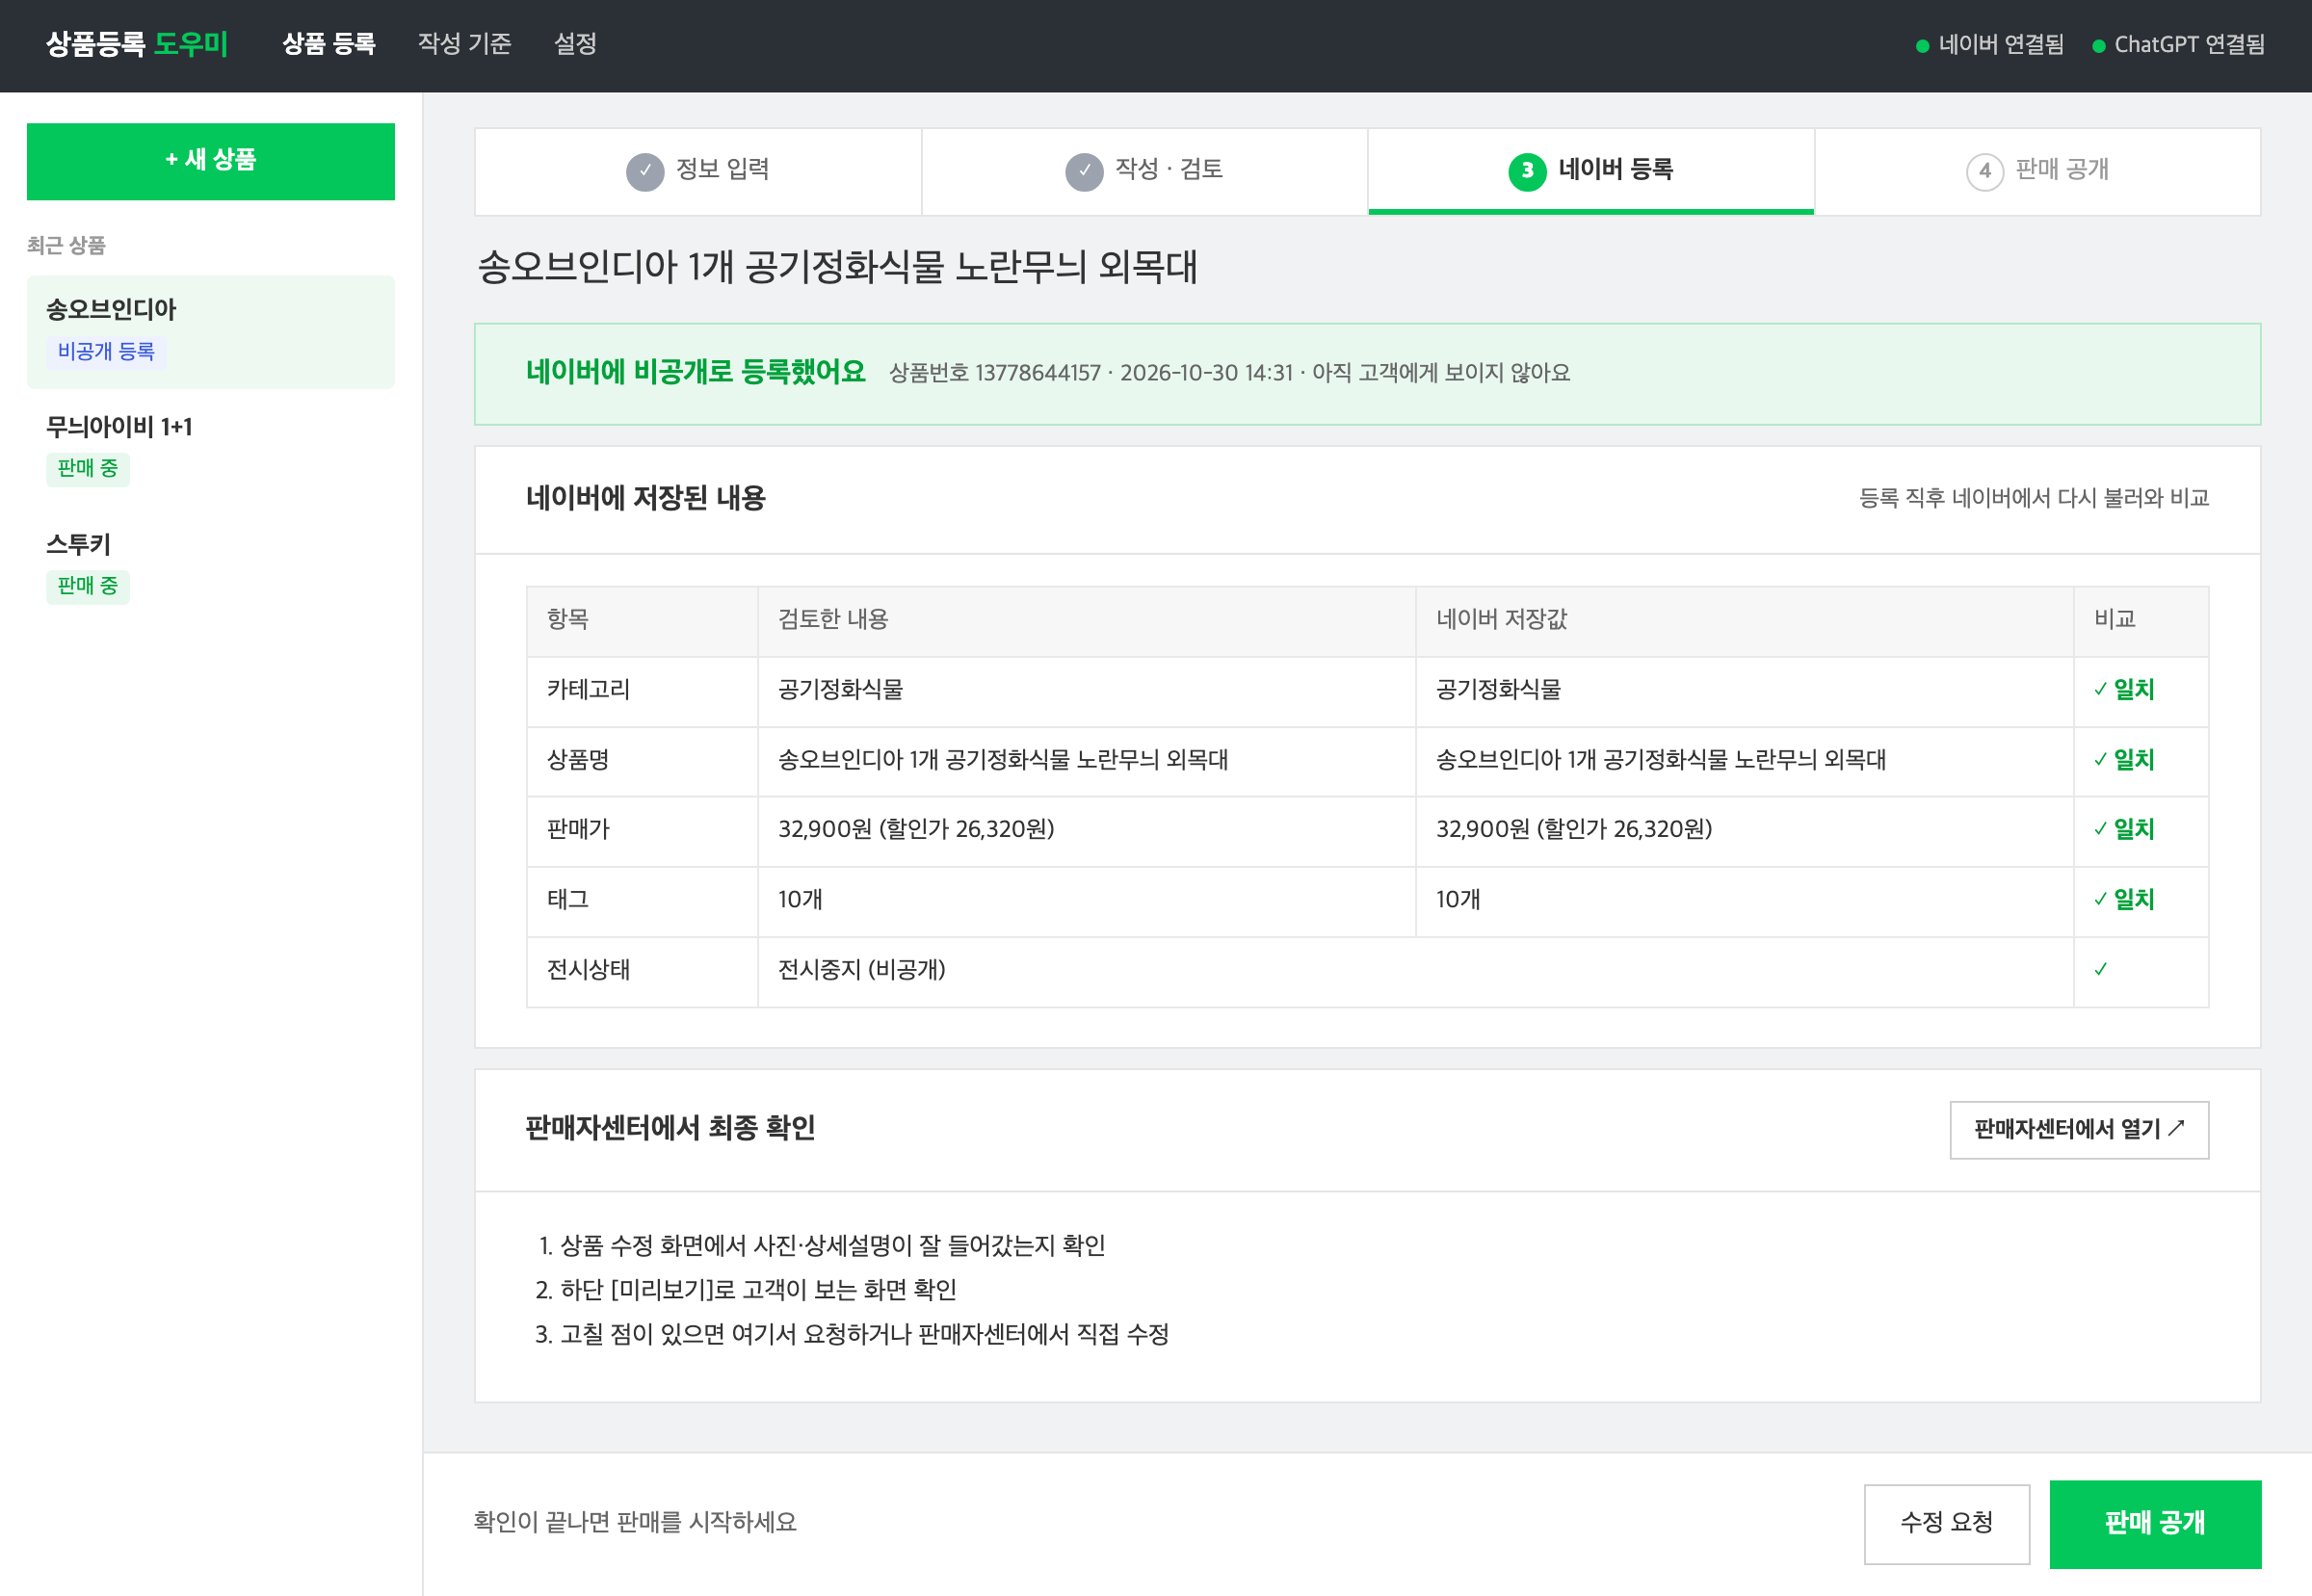 상품등록 도우미 상품 등록 작성 기준 설정 네이버 연결됨 ChatGPT 연결됨
+ 새 상품
최근 상품
송오브인디아
비공개 등록
무늬아이비 1+1
판매 중
스투키
판매 중
✓ 정보 입력 ✓ 작성 · 검토 3 네이버 등록 4 판매 공개
송오브인디아 1개 공기정화식물 노란무늬 외목대
네이버에 비공개로 등록했어요 상품번호 13778644157 · 2026-10-30 14:31 · 아직 고객에게 보이지 않아요
네이버에 저장된 내용 등록 직후 네이버에서 다시 불러와 비교
항목 검토한 내용 네이버 저장값 비교
카테고리 공기정화식물 공기정화식물 ✓ 일치
상품명 송오브인디아 1개 공기정화식물 노란무늬 외목대 송오브인디아 1개 공기정화식물 노란무늬 외목대 ✓ 일치
판매가 32,900원 (할인가 26,320원) 32,900원 (할인가 26,320원) ✓ 일치
태그 10개 10개 ✓ 일치
전시상태 전시중지 (비공개) ✓
판매자센터에서 최종 확인 판매자센터에서 열기 ↗
1. 상품 수정 화면에서 사진·상세설명이 잘 들어갔는지 확인
2. 하단 [미리보기]로 고객이 보는 화면 확인
3. 고칠 점이 있으면 여기서 요청하거나 판매자센터에서 직접 수정
확인이 끝나면 판매를 시작하세요 수정 요청 판매 공개